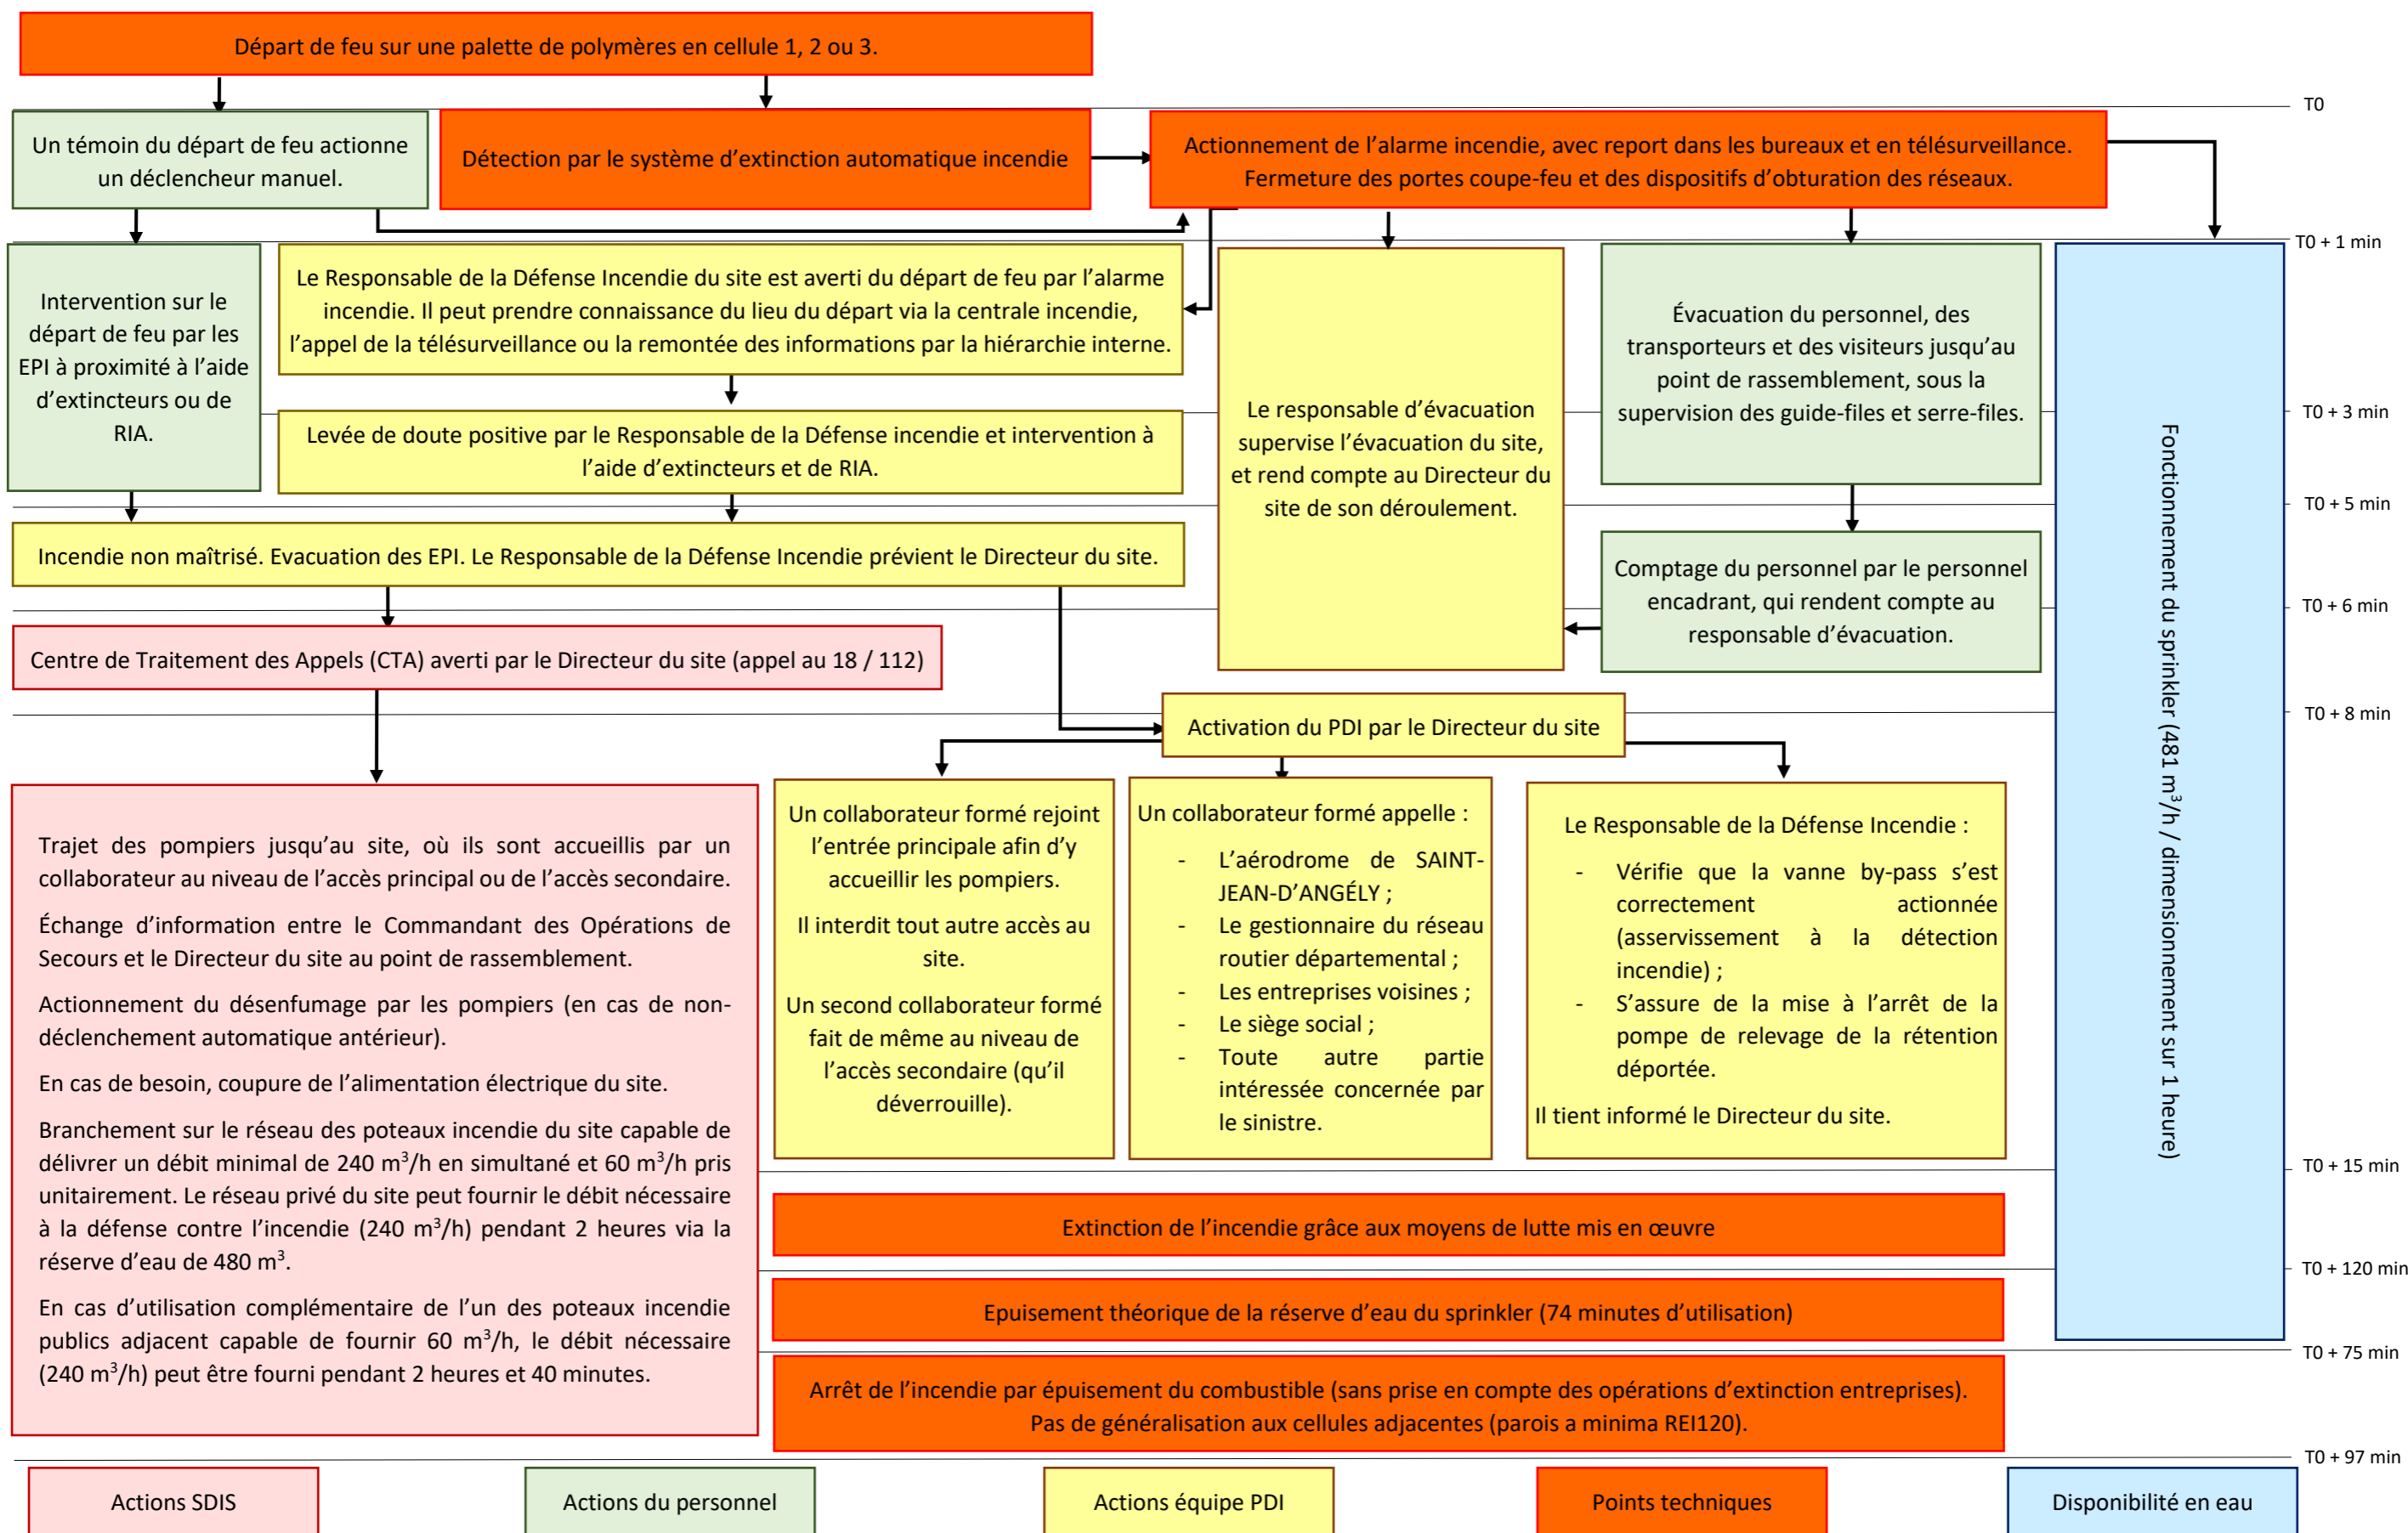 Départ de feu sur une palette de polymères en cellule 1, 2 ou 3.
T0
Un témoin du départ de feu actionne
un déclencheur manuel.
Détection par le système d'extinction automatique incendie
Actionnement de l'alarme incendie, avec report dans les bureaux et en télésurveillance.
Fermeture des portes coupe-feu et des dispositifs d'obturation des réseaux.
T0 + 1 min
Intervention sur le
départ de feu par les
EPI à proximité à l'aide
d'extincteurs ou de
RIA.
Le Responsable de la Défense Incendie du site est averti du départ de feu par l'alarme
incendie. Il peut prendre connaissance du lieu du départ via la centrale incendie,
l'appel de la télésurveillance ou la remontée des informations par la hiérarchie interne.
Le responsable d'évacuation
supervise l'évacuation du site,
et rend compte au Directeur du
site de son déroulement.
Évacuation du personnel, des
transporteurs et des visiteurs jusqu'au
point de rassemblement, sous la
supervision des guide-files et serre-files.
Fonctionnement du sprinkler (481 m³/h / dimensionnement sur 1 heure)
T0 + 3 min
Levée de doute positive par le Responsable de la Défense incendie et intervention à
l'aide d'extincteurs et de RIA.
T0 + 5 min
Incendie non maîtrisé. Evacuation des EPI. Le Responsable de la Défense Incendie prévient le Directeur du site.
Comptage du personnel par le personnel
encadrant, qui rendent compte au
responsable d'évacuation.
T0 + 6 min
Centre de Traitement des Appels (CTA) averti par le Directeur du site (appel au 18 / 112)
T0 + 8 min
Activation du PDI par le Directeur du site
Trajet des pompiers jusqu'au site, où ils sont accueillis par un
collaborateur au niveau de l'accès principal ou de l'accès secondaire.
Échange d'information entre le Commandant des Opérations de
Secours et le Directeur du site au point de rassemblement.
Actionnement du désenfumage par les pompiers (en cas de non-
déclenchement automatique antérieur).
En cas de besoin, coupure de l'alimentation électrique du site.
Branchement sur le réseau des poteaux incendie du site capable de
délivrer un débit minimal de 240 m³/h en simultané et 60 m³/h pris
unitairement. Le réseau privé du site peut fournir le débit nécessaire
à la défense contre l'incendie (240 m³/h) pendant 2 heures via la
réserve d'eau de 480 m³.
En cas d'utilisation complémentaire de l'un des poteaux incendie
publics adjacent capable de fournir 60 m³/h, le débit nécessaire
(240 m³/h) peut être fourni pendant 2 heures et 40 minutes.
Un collaborateur formé rejoint
l'entrée principale afin d'y
accueillir les pompiers.
Il interdit tout autre accès au
site.
Un second collaborateur formé
fait de même au niveau de
l'accès secondaire (qu'il
déverrouille).
Un collaborateur formé appelle :
- L'aérodrome de SAINT-
JEAN-D'ANGÉLY ;
- Le gestionnaire du réseau
routier départemental ;
- Les entreprises voisines ;
- Le siège social ;
- Toute autre partie
intéressée concernée par
le sinistre.
Le Responsable de la Défense Incendie :
- Vérifie que la vanne by-pass s'est
correctement actionnée
(asservissement à la détection
incendie) ;
- S'assure de la mise à l'arrêt de la
pompe de relevage de la rétention
déportée.
Il tient informé le Directeur du site.
T0 + 15 min
Extinction de l'incendie grâce aux moyens de lutte mis en œuvre
T0 + 120 min
Epuisement théorique de la réserve d'eau du sprinkler (74 minutes d'utilisation)
T0 + 75 min
Arrêt de l'incendie par épuisement du combustible (sans prise en compte des opérations d'extinction entreprises).
Pas de généralisation aux cellules adjacentes (parois a minima REI120).
T0 + 97 min
Actions SDIS
Actions du personnel
Actions équipe PDI
Points techniques
Disponibilité en eau